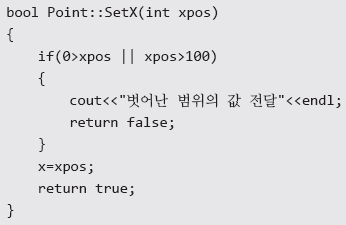 bool Point::SetX(int xpos)
{
    if(0>xpos || xpos>100)
    {
        cout<<"벗어난 범위의 값 전달"<<endl;
        return false;
    }
    x=xpos;
    return true;
}